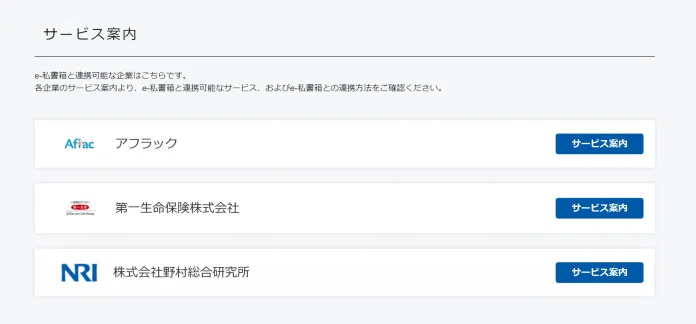 サービス案内
e-私書箱と連携可能な企業はこちらです。
各企業のサービス案内より、e-私書箱と連携可能なサービス、およびe-私書箱との連携方法をご確認ください。
Aflac アフラック サービス案内
第一生命 第一生命保険株式会社 サービス案内
NRI 株式会社野村総合研究所 サービス案内